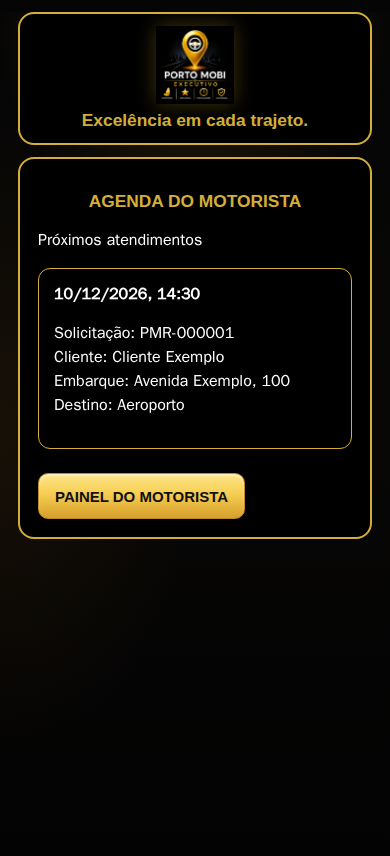 PORTO MOBI
EXECUTIVO
Excelência em cada trajeto.
AGENDA DO MOTORISTA
Próximos atendimentos
10/12/2026, 14:30
Solicitação: PMR-000001
Cliente: Cliente Exemplo
Embarque: Avenida Exemplo, 100
Destino: Aeroporto
PAINEL DO MOTORISTA